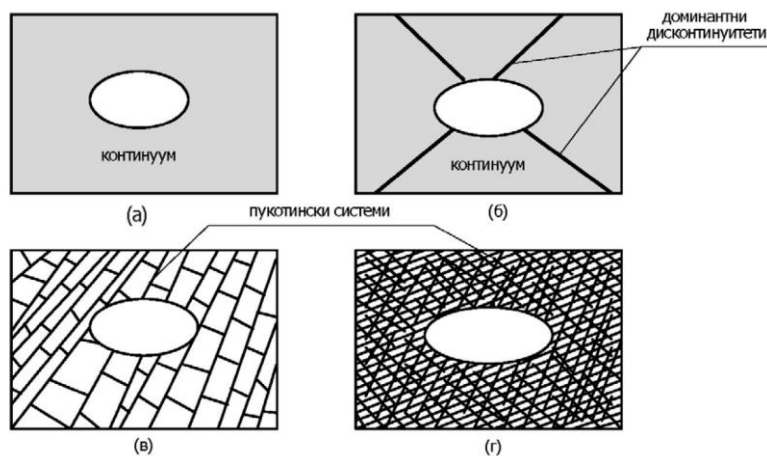 доминантни
дисконтинуитети
континуум
континуум
(а)
(б)
пукотински системи
(в)
(г)